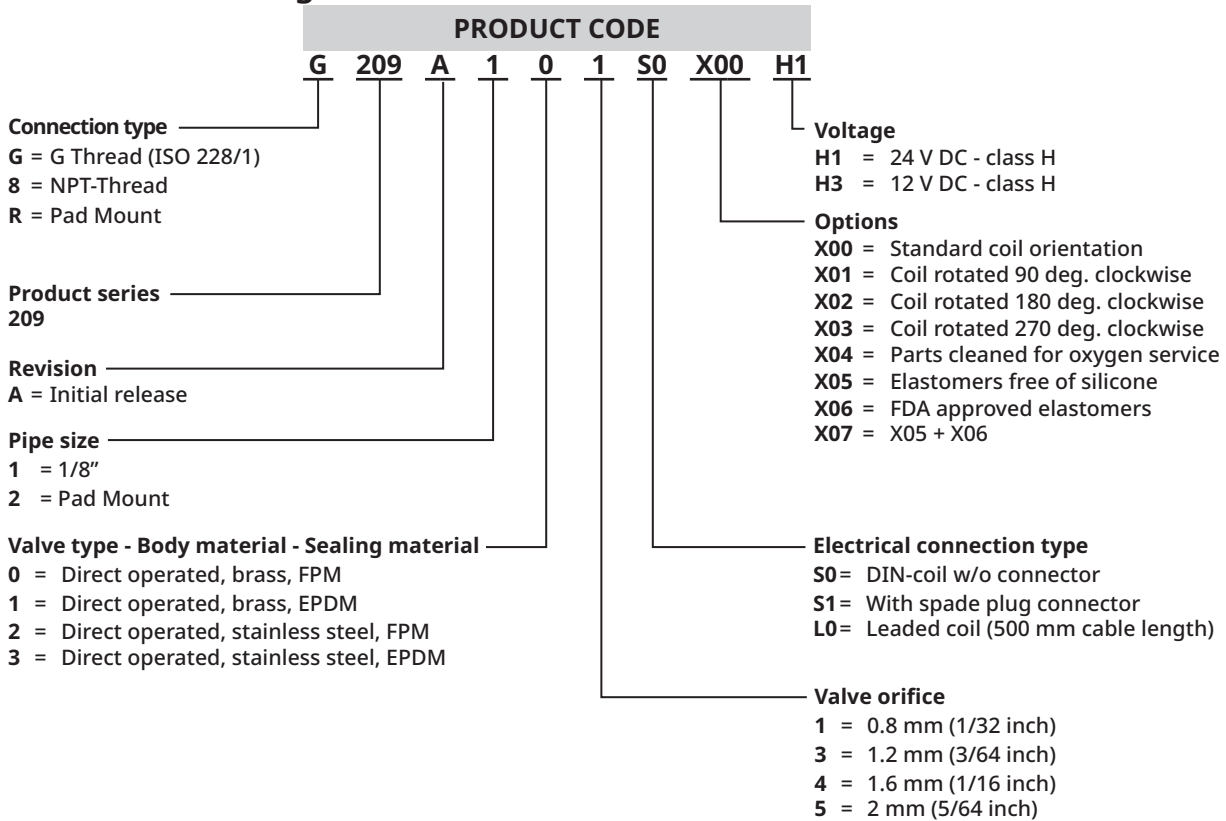 PRODUCT CODE
G 209 A 1 0 1 S0 X00 H1
Connection type
G = G Thread (ISO 228/1)
8 = NPT-Thread
R = Pad Mount
Product series
209
Revision
A = Initial release
Pipe size
1 = 1/8”
2 = Pad Mount
Valve type - Body material - Sealing material
0 = Direct operated, brass, FPM
1 = Direct operated, brass, EPDM
2 = Direct operated, stainless steel, FPM
3 = Direct operated, stainless steel, EPDM
Voltage
H1 = 24 V DC - class H
H3 = 12 V DC - class H
Options
X00 = Standard coil orientation
X01 = Coil rotated 90 deg. clockwise
X02 = Coil rotated 180 deg. clockwise
X03 = Coil rotated 270 deg. clockwise
X04 = Parts cleaned for oxygen service
X05 = Elastomers free of silicone
X06 = FDA approved elastomers
X07 = X05 + X06
Electrical connection type
S0= DIN-coil w/o connector
S1= With spade plug connector
L0= Leaded coil (500 mm cable length)
Valve orifice
1 = 0.8 mm (1/32 inch)
3 = 1.2 mm (3/64 inch)
4 = 1.6 mm (1/16 inch)
5 = 2 mm (5/64 inch)